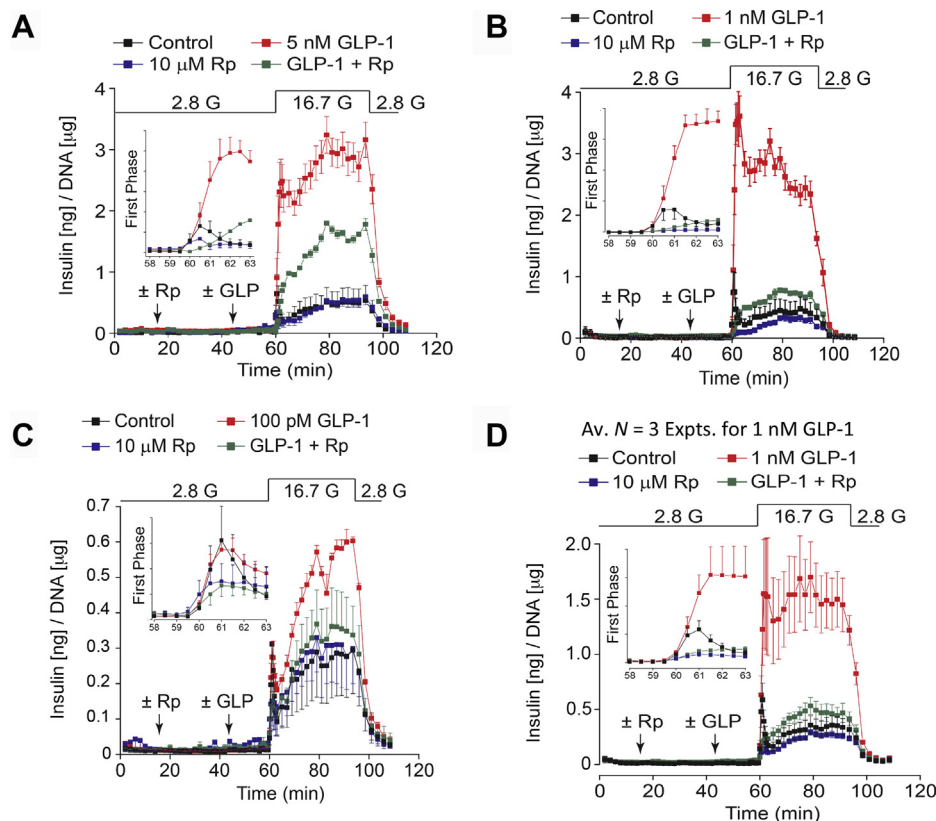 A
Control
5 nM GLP-1
10 µM Rp
GLP-1 + Rp
2.8 G
16.7 G
2.8 G
4
3
2
1
0
Insulin [ng] / DNA [µg]
First Phase
58 59 60 61 62 63
± Rp
± GLP
0 20 40 60 80 100 120
Time (min)
B
Control
1 nM GLP-1
10 µM Rp
GLP-1 + Rp
2.8 G
16.7 G
2.8 G
4
3
2
1
0
Insulin [ng] / DNA [µg]
First Phase
58 59 60 61 62 63
± Rp
± GLP
0 20 40 60 80 100 120
Time (min)
C
Control
100 pM GLP-1
10 µM Rp
GLP-1 + Rp
2.8 G
16.7 G
2.8 G
0.7
0.6
0.5
0.4
0.3
0.2
0.1
0
Insulin [ng] / DNA [µg]
First Phase
58 59 60 61 62 63
± Rp
± GLP
0 20 40 60 80 100 120
Time (min)
D
Av. N = 3 Expts. for 1 nM GLP-1
Control
1 nM GLP-1
10 µM Rp
GLP-1 + Rp
2.8 G
16.7 G
2.8 G
2.0
1.5
1.0
0.5
0
Insulin [ng] / DNA [µg]
First Phase
58 59 60 61 62 63
± Rp
± GLP
0 20 40 60 80 100 120
Time (min)